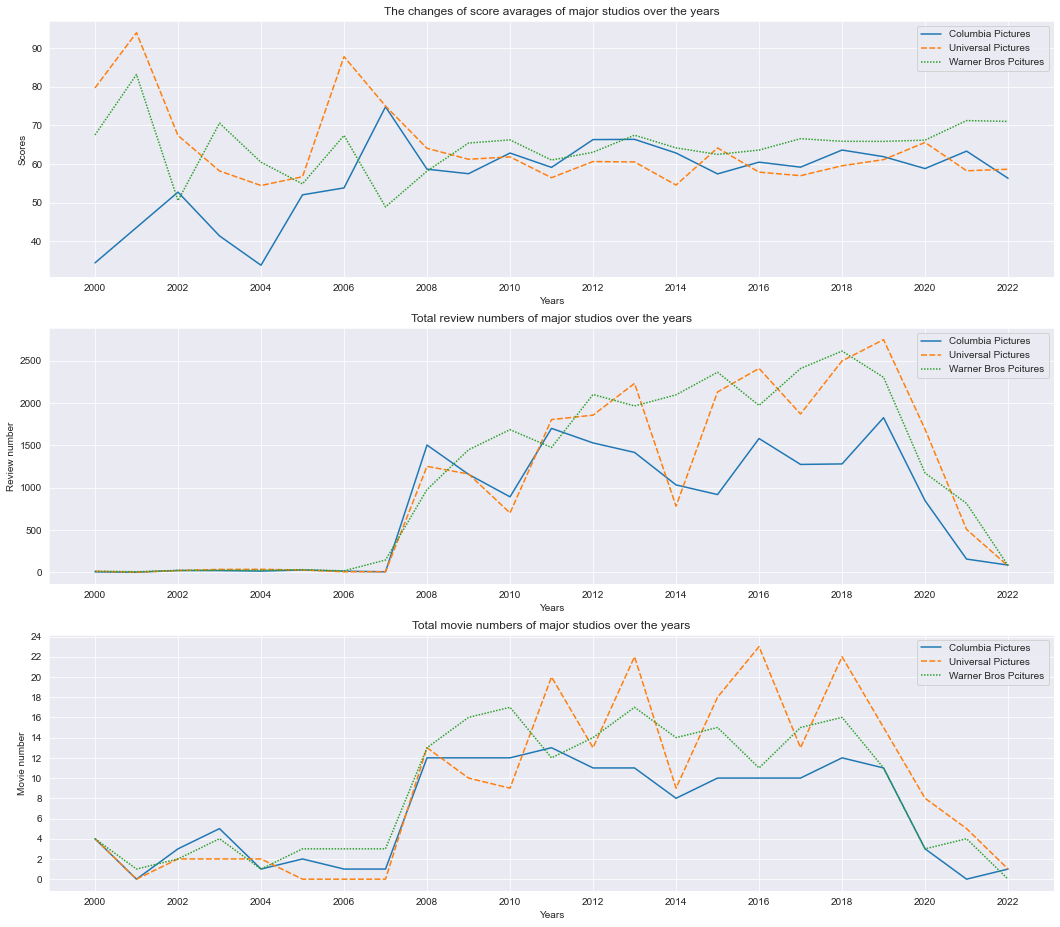 The changes of score avarages of major studios over the years
Columbia Pictures
Universal Pictures
Warner Bros Pcitures
90
80
70
60
50
40
Scores
2000 2002 2004 2006 2008 2010 2012 2014 2016 2018 2020 2022
Years
Total review numbers of major studios over the years
Columbia Pictures
Universal Pictures
Warner Bros Pcitures
2500
2000
1500
1000
500
0
Review number
2000 2002 2004 2006 2008 2010 2012 2014 2016 2018 2020 2022
Years
Total movie numbers of major studios over the years
Columbia Pictures
Universal Pictures
Warner Bros Pcitures
24
22
20
18
16
14
12
10
8
6
4
2
0
Movie number
2000 2002 2004 2006 2008 2010 2012 2014 2016 2018 2020 2022
Years